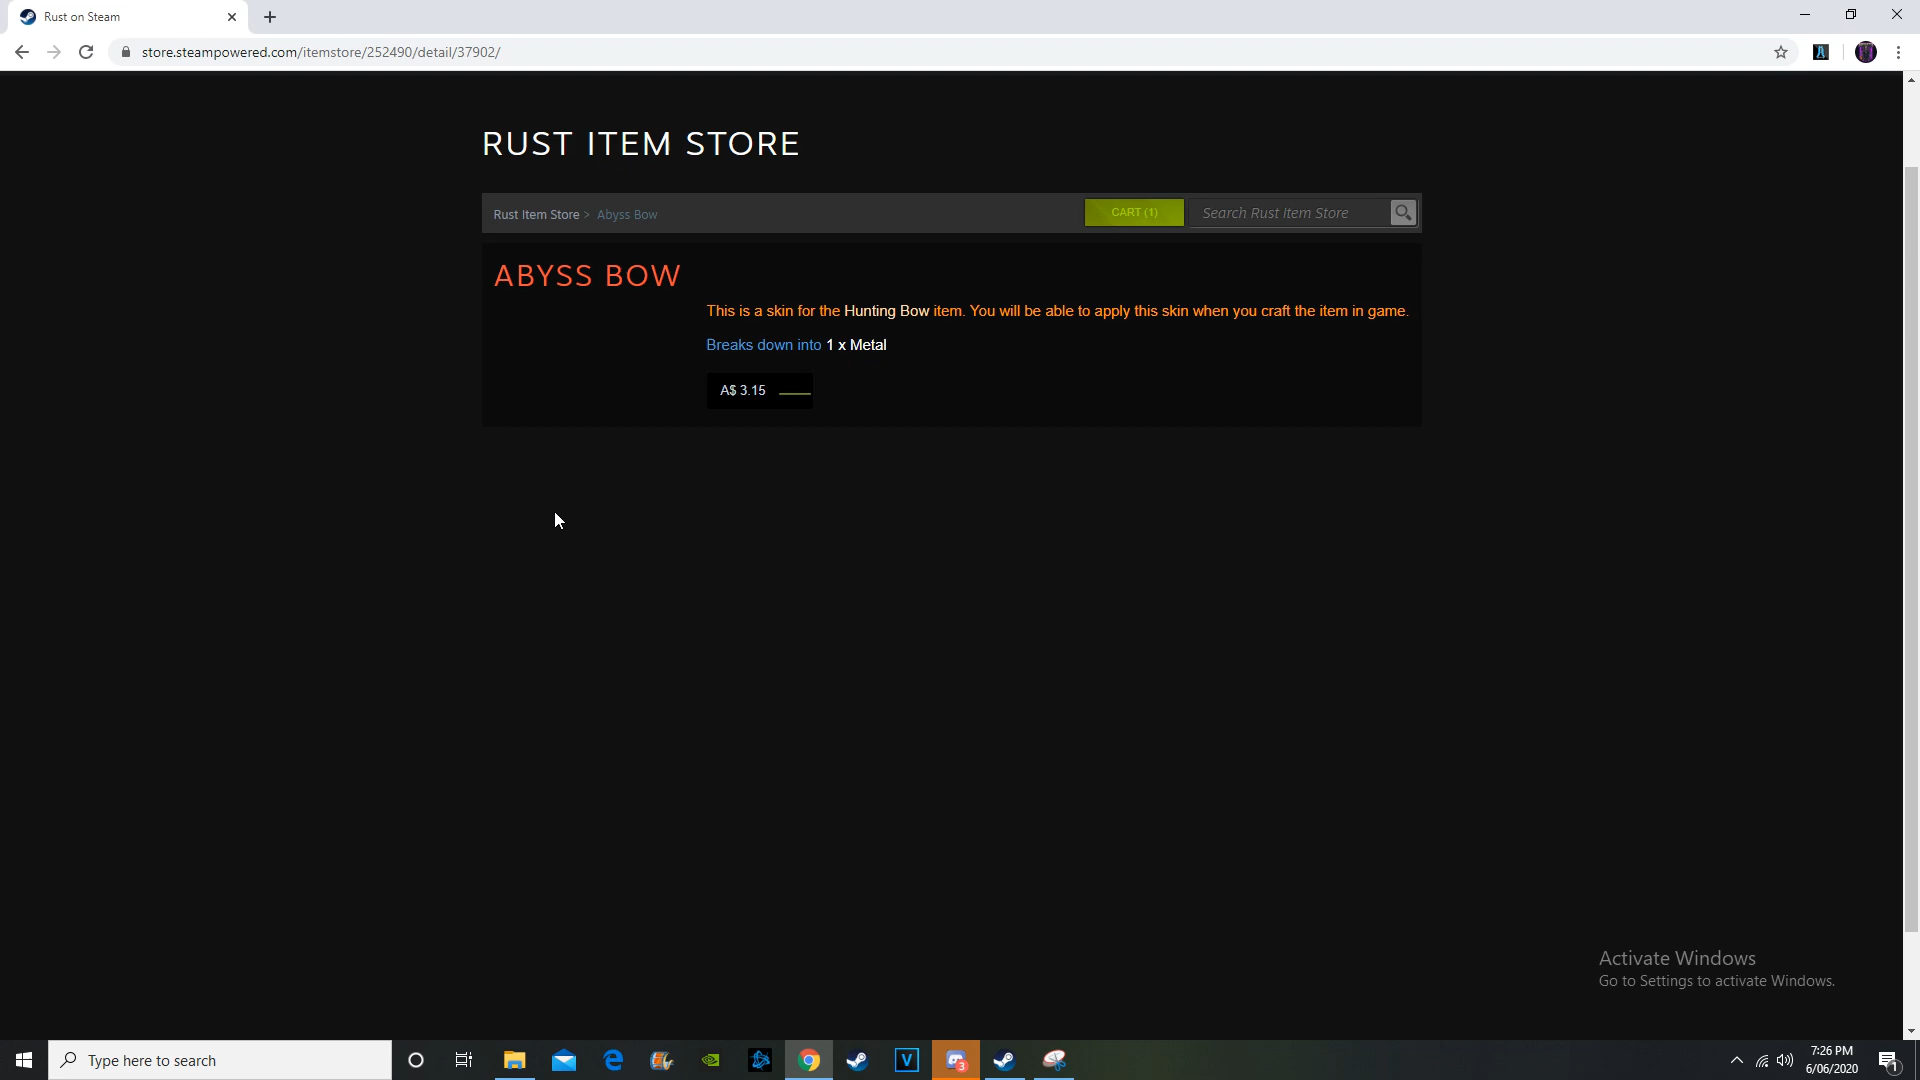 Rust on Steam
store.steampowered.com/itemstore/252490/detail/37902/
RUST ITEM STORE
Rust Item Store > Abyss Bow
CART (1)
Search Rust Item Store
ABYSS BOW
This is a skin for the Hunting Bow item. You will be able to apply this skin when you craft the item in game.
Breaks down into 1 x Metal
A$ 3.15
Activate Windows
Go to Settings to activate Windows.
Type here to search
V
3
7:26 PM
6/06/2020
1